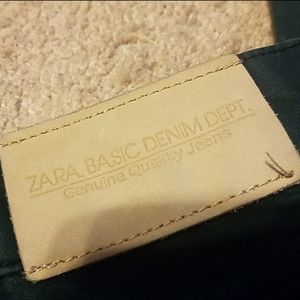 ZARA. BASIC DENIM DEPT.
Genuine Quality Jeans